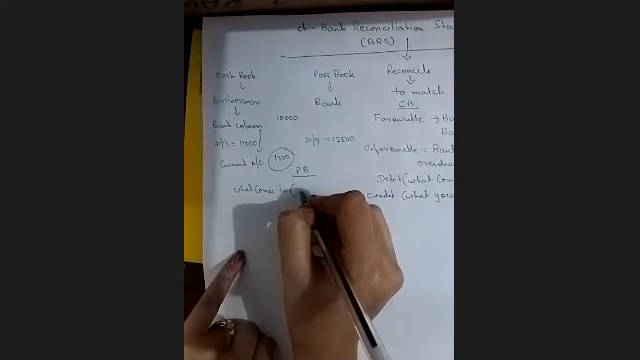 ch- Bank Reconciliation Sta
(BRS)
Cash Book
Pass Book
Reconcile
Businessman
Bank
to match
Bank column
10000
CB
Favourable → Ba
Ba
31/3 = 11000
31/3 = 12500
Unfavourable = Ban
overdra
Current A/c
1500
PB
Debit (what com
what comes in (
credit (what goes